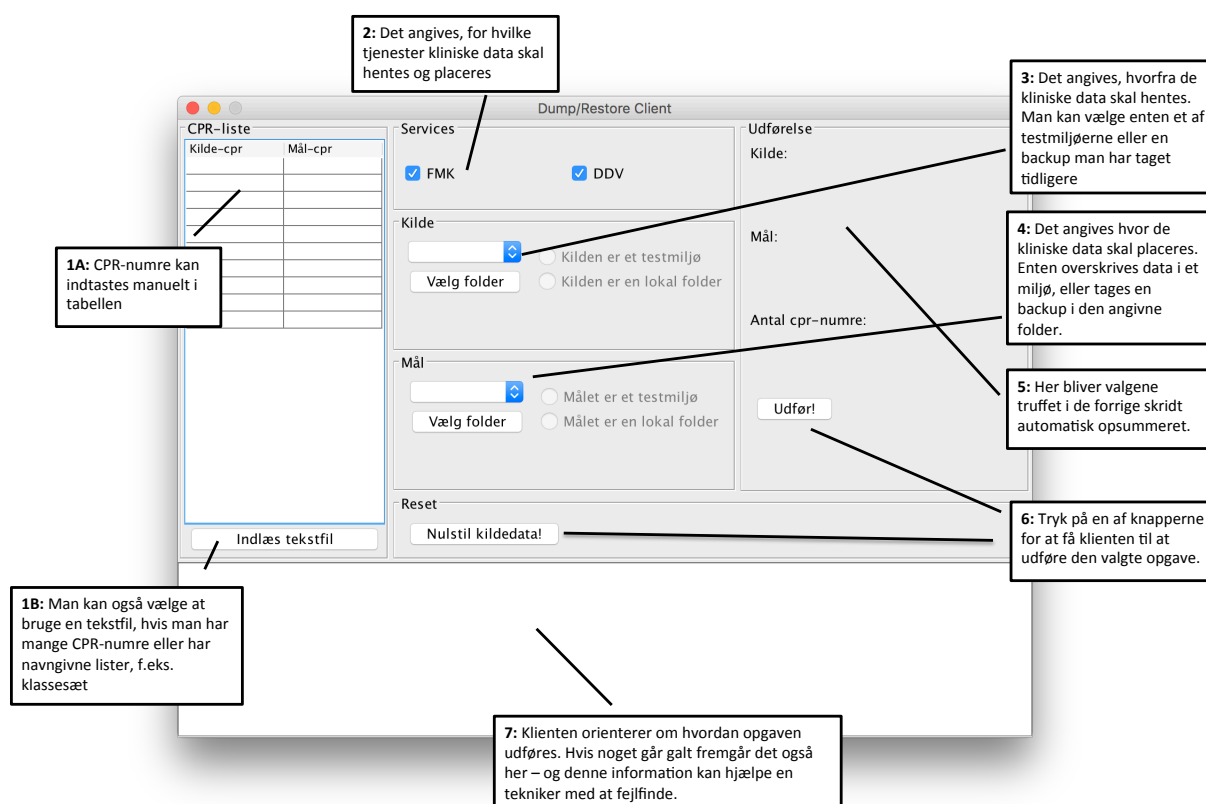 2: Det angives, for hvilke
tjenester kliniske data skal
hentes og placeres
3: Det angives, hvorfra de
kliniske data skal hentes.
Man kan vælge enten et af
testmiljøerne eller en
backup man har taget
tidligere
Dump/Restore Client
CPR-liste
Kilde-cpr
Mål-cpr
Services
FMK
DDV
Udførelse
Kilde:
Mål:
Antal cpr-numre:
Udfør!
Kilde
Kilden er et testmiljø
Vælg folder
Kilden er en lokal folder
1A: CPR-numre kan
indtastes manuelt i
tabellen
4: Det angives hvor de
kliniske data skal placeres.
Enten overskrives data i et
miljø, eller tages en
backup i den angivne
folder.
Mål
Målet er et testmiljø
Vælg folder
Målet er en lokal folder
5: Her bliver valgene
truffet i de forrige skridt
automatisk opsummeret.
Reset
Nulstil kildedata!
Indlæs tekstfil
6: Tryk på en af knapperne
for at få klienten til at
udføre den valgte opgave.
1B: Man kan også vælge at
bruge en tekstfil, hvis man har
mange CPR-numre eller har
navngivne lister, f.eks.
klassesæt
7: Klienten orienterer om hvordan opgaven
udføres. Hvis noget går galt fremgår det også
her – og denne information kan hjælpe en
tekniker med at fejlfinde.